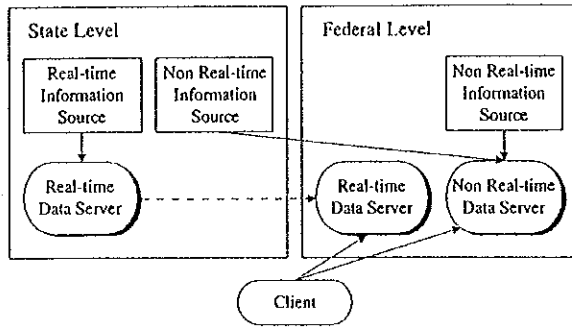 State Level
Real-time
Information
Source
Non Real-time
Information
Source
Real-time
Data Server
Federal Level
Non Real-time
Information
Source
Real-time
Data Server
Non Real-time
Data Server
Client